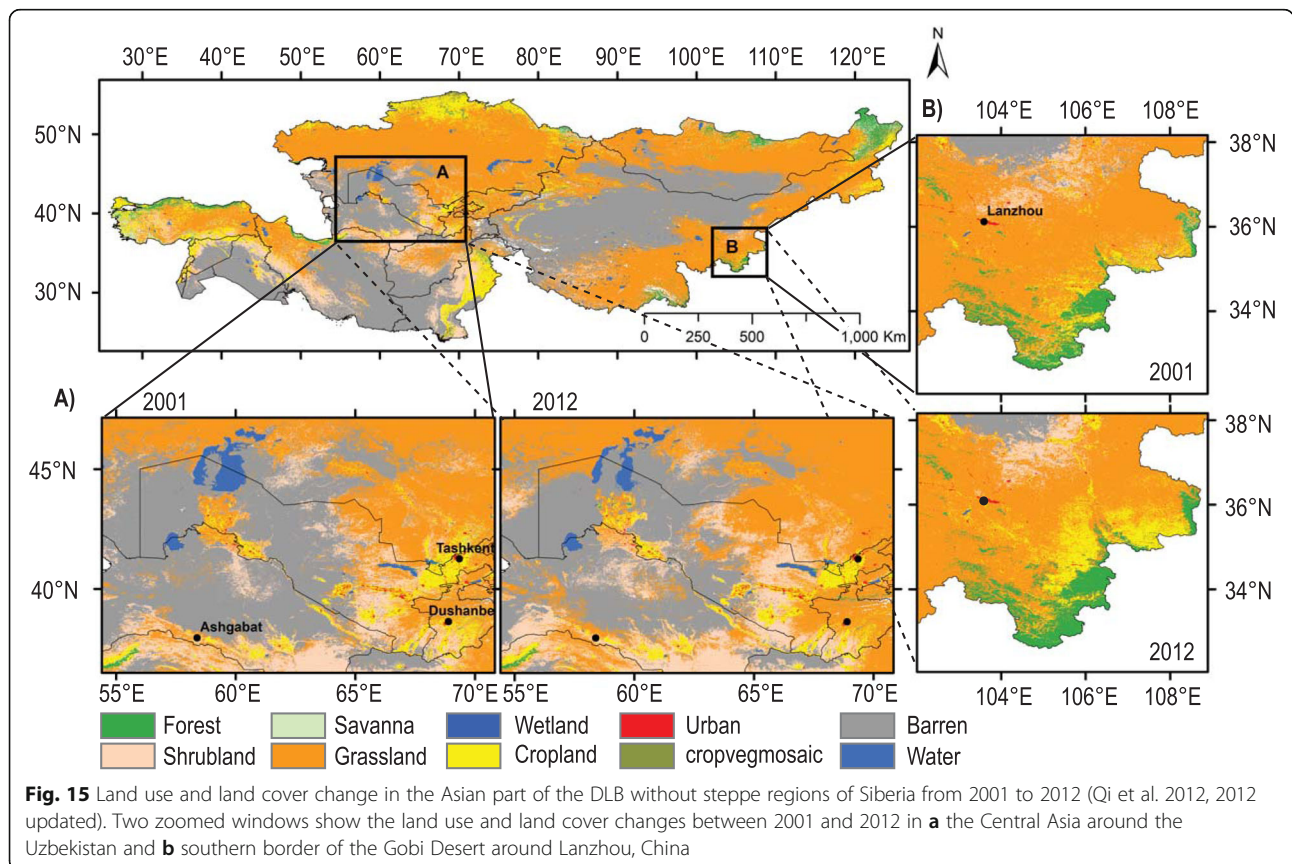 30°E 40°E 50°E 60°E 70°E 80°E 90°E 100°E 110°E 120°E
N
50°N
40°N
30°N
A
B
0 250 500 1,000 Km
B)
104°E 106°E 108°E
38°N
36°N
34°N
Lanzhou
2001
38°N
36°N
34°N
2012
104°E 106°E 108°E
A)
2001
2012
45°N
40°N
Tashkent
Dushanbe
Ashgabat
55°E 60°E 65°E 70°E 55°E 60°E 65°E 70°E
Forest Savanna Wetland Urban Barren
Shrubland Grassland Cropland cropvegmosaic Water
Fig. 15 Land use and land cover change in the Asian part of the DLB without steppe regions of Siberia from 2001 to 2012 (Qi et al. 2012, 2012
updated). Two zoomed windows show the land use and land cover changes between 2001 and 2012 in a the Central Asia around the
Uzbekistan and b southern border of the Gobi Desert around Lanzhou, China